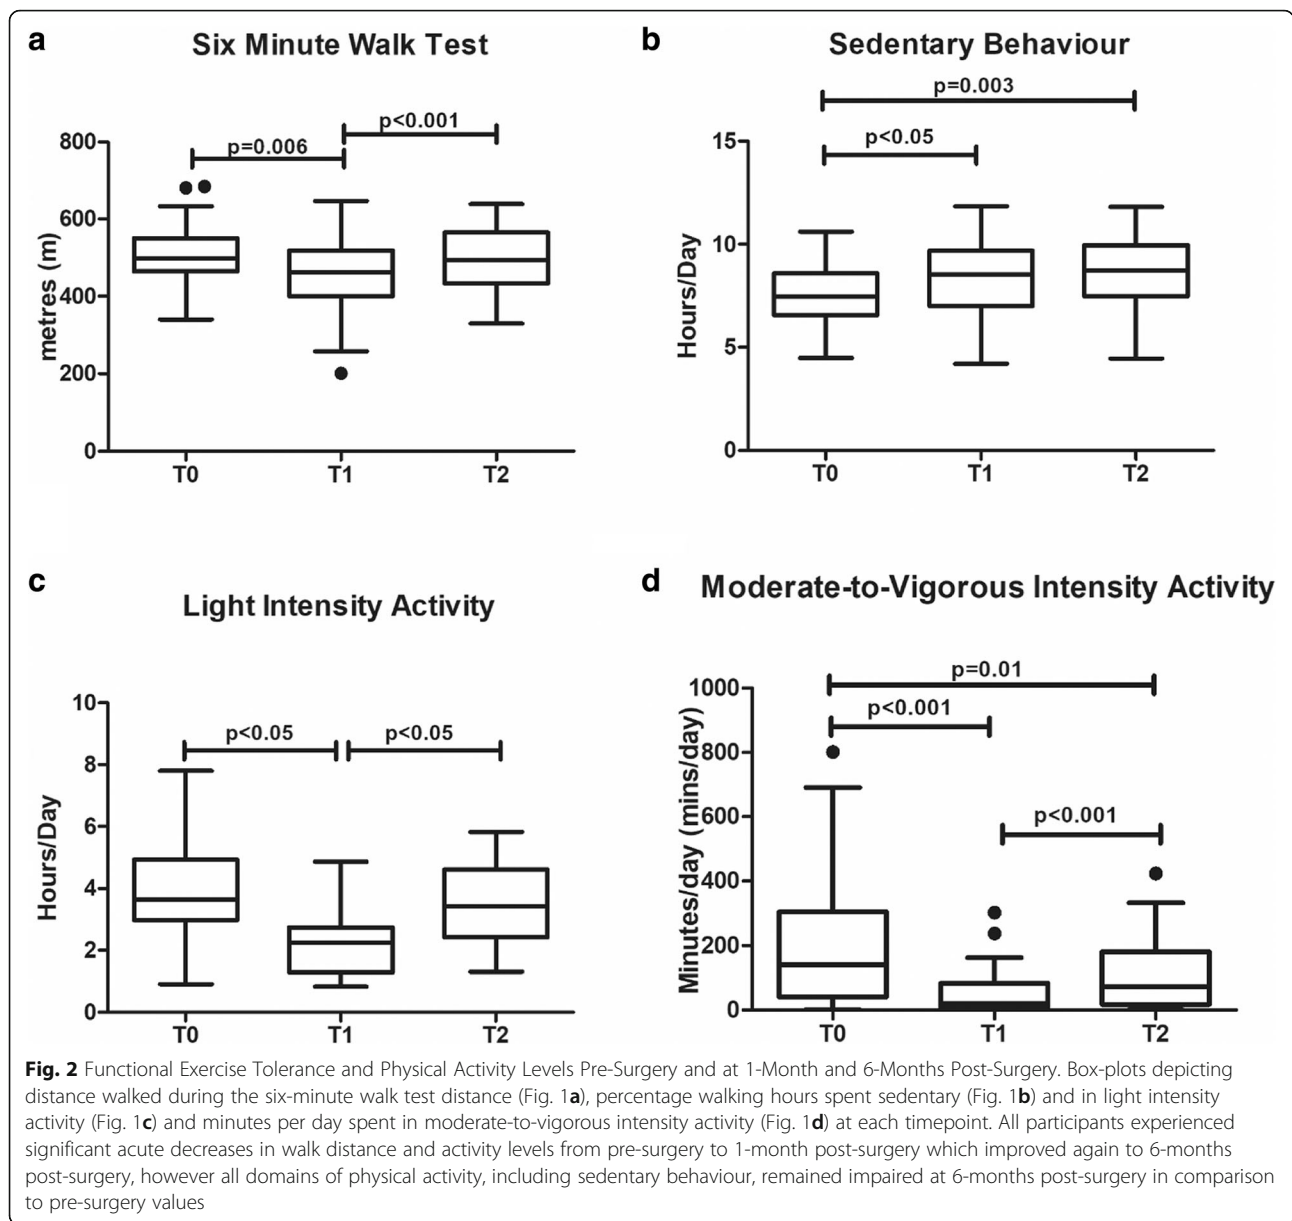 a
Six Minute Walk Test
p<0.001
p=0.006
800
600
400
200
0
metres (m)
T0 T1 T2
b
Sedentary Behaviour
p=0.003
p<0.05
15
10
5
0
Hours/Day
T0 T1 T2
c
Light Intensity Activity
p<0.05 p<0.05
10
8
6
4
2
0
Hours/Day
T0 T1 T2
d
Moderate-to-Vigorous Intensity Activity
p=0.01
p<0.001
p<0.001
1000
800
600
400
200
0
Minutes/day (mins/day)
T0 T1 T2
Fig. 2 Functional Exercise Tolerance and Physical Activity Levels Pre-Surgery and at 1-Month and 6-Months Post-Surgery. Box-plots depicting
distance walked during the six-minute walk test distance (Fig. 1a), percentage walking hours spent sedentary (Fig. 1b) and in light intensity
activity (Fig. 1c) and minutes per day spent in moderate-to-vigorous intensity activity (Fig. 1d) at each timepoint. All participants experienced
significant acute decreases in walk distance and activity levels from pre-surgery to 1-month post-surgery which improved again to 6-months
post-surgery, however all domains of physical activity, including sedentary behaviour, remained impaired at 6-months post-surgery in comparison
to pre-surgery values